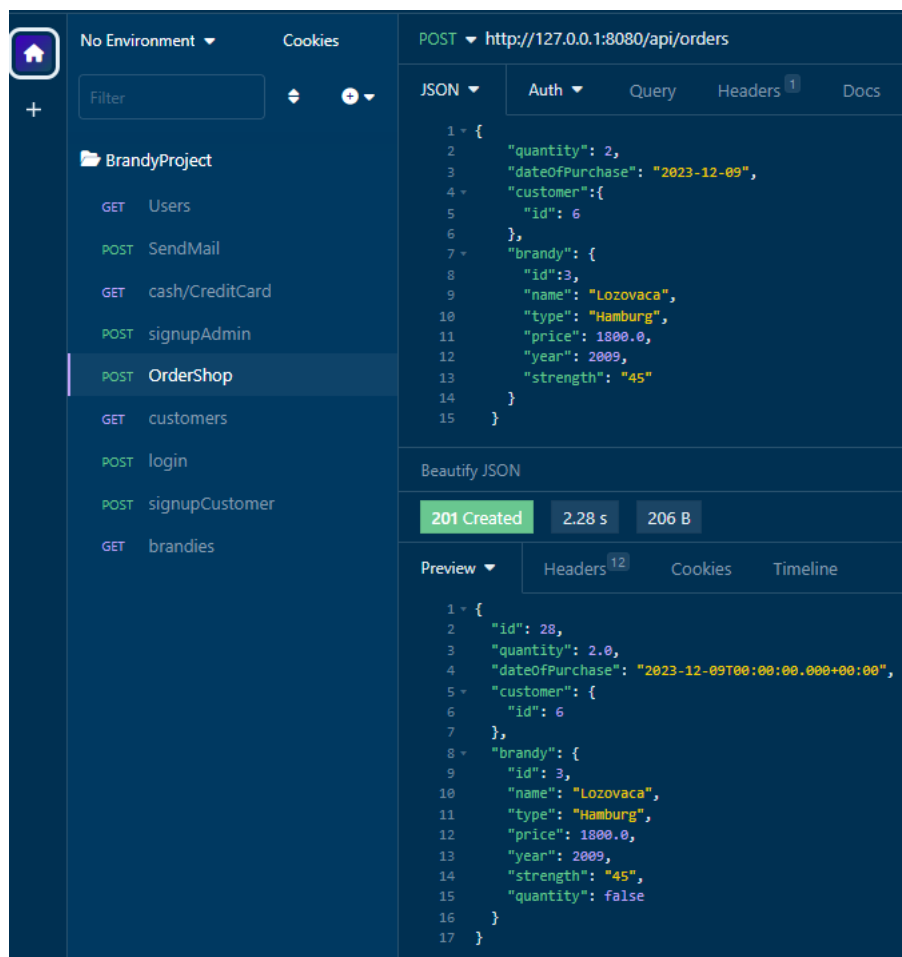 No Environment
Cookies
Filter
BrandyProject
GET Users
POST SendMail
GET cash/CreditCard
POST signupAdmin
POST OrderShop
GET customers
POST login
POST signupCustomer
GET brandies
POST http://127.0.0.1:8080/api/orders
JSON Auth Query Headers 1 Docs
1 {
2 "quantity": 2,
3 "dateOfPurchase": "2023-12-09",
4 "customer":{
5 "id": 6
6 },
7 "brandy": {
8 "id":3,
9 "name": "Lozovaca",
10 "type": "Hamburg",
11 "price": 1800.0,
12 "year": 2009,
13 "strength": "45"
14 }
15 }
Beautify JSON
201 Created 2.28 s 206 B
Preview Headers 12 Cookies Timeline
1 {
2 "id": 28,
3 "quantity": 2.0,
4 "dateOfPurchase": "2023-12-09T00:00:00.000+00:00",
5 "customer": {
6 "id": 6
7 },
8 "brandy": {
9 "id": 3,
10 "name": "Lozovaca",
11 "type": "Hamburg",
12 "price": 1800.0,
13 "year": 2009,
14 "strength": "45",
15 "quantity": false
16 }
17 }